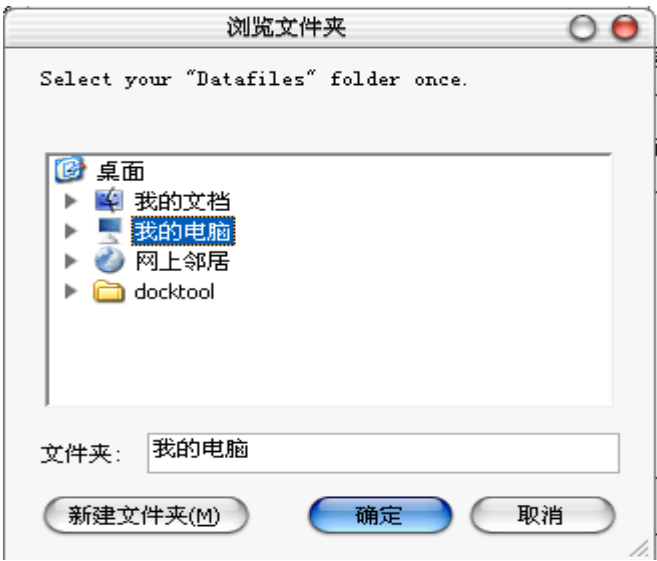 浏览文件夹
Select your "Datafiles" folder once.
桌面
我的文档
我的电脑
网上邻居
docktool
文件夹: 我的电脑
新建文件夹(M) 确定 取消